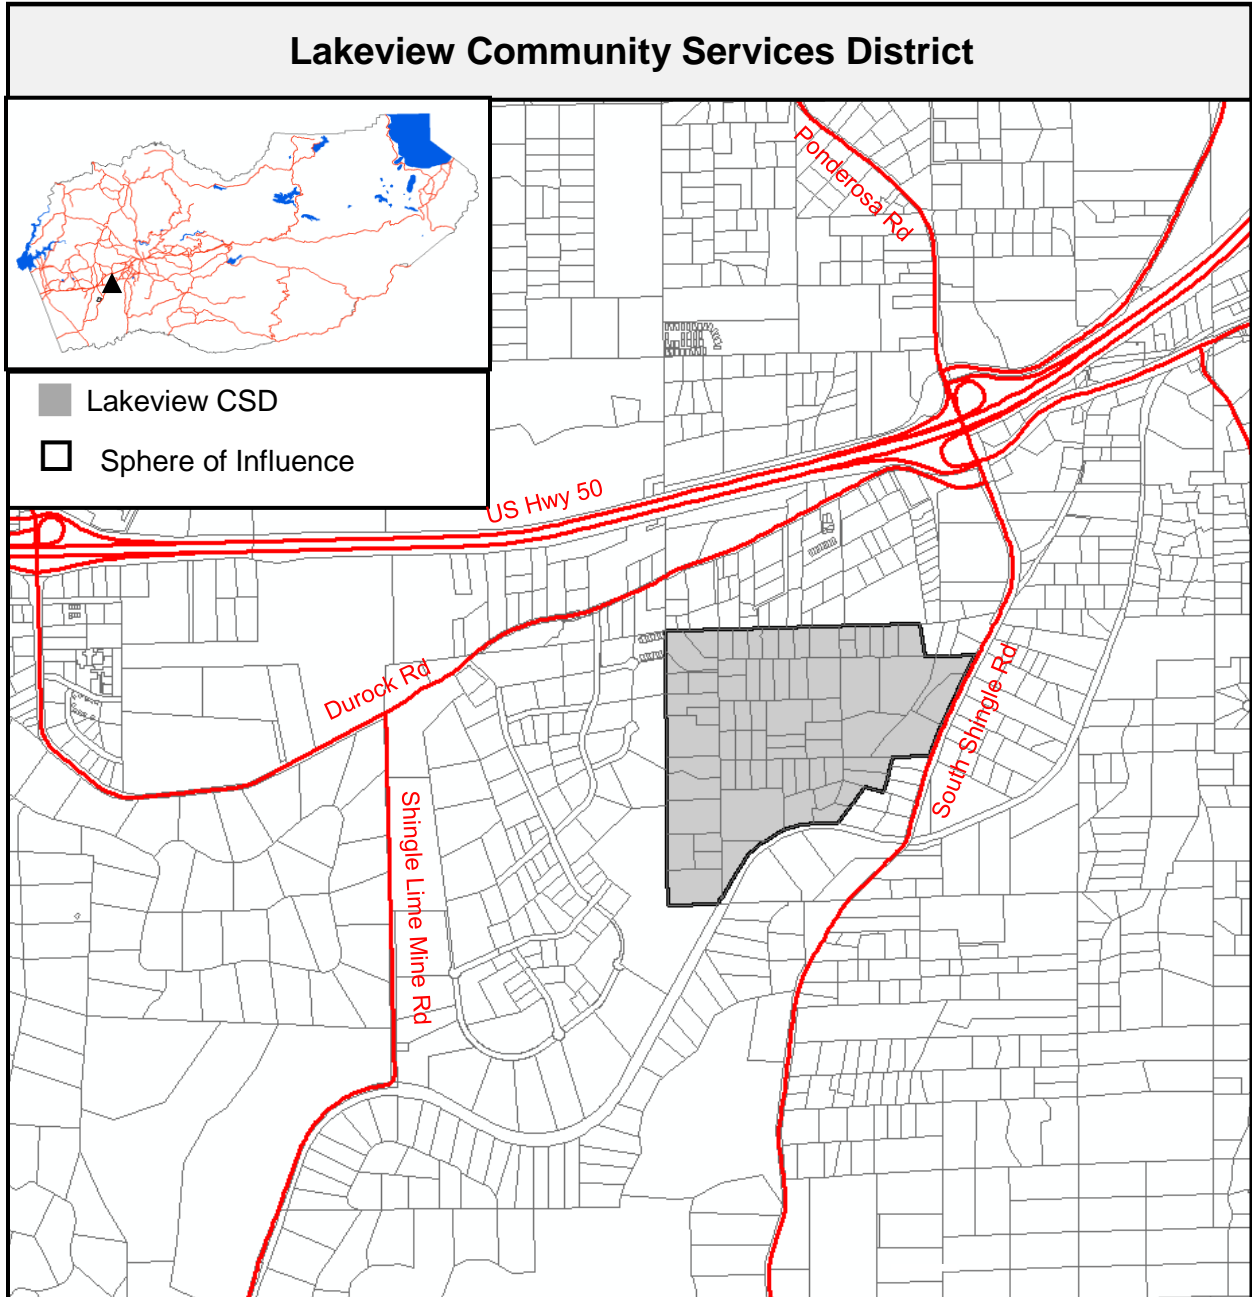 Lakeview Community Services District
Ponderosa Rd
Lakeview CSD
Sphere of Influence
US Hwy 50
Durock Rd
South Shingle Rd
Shingle Lime Mine Rd